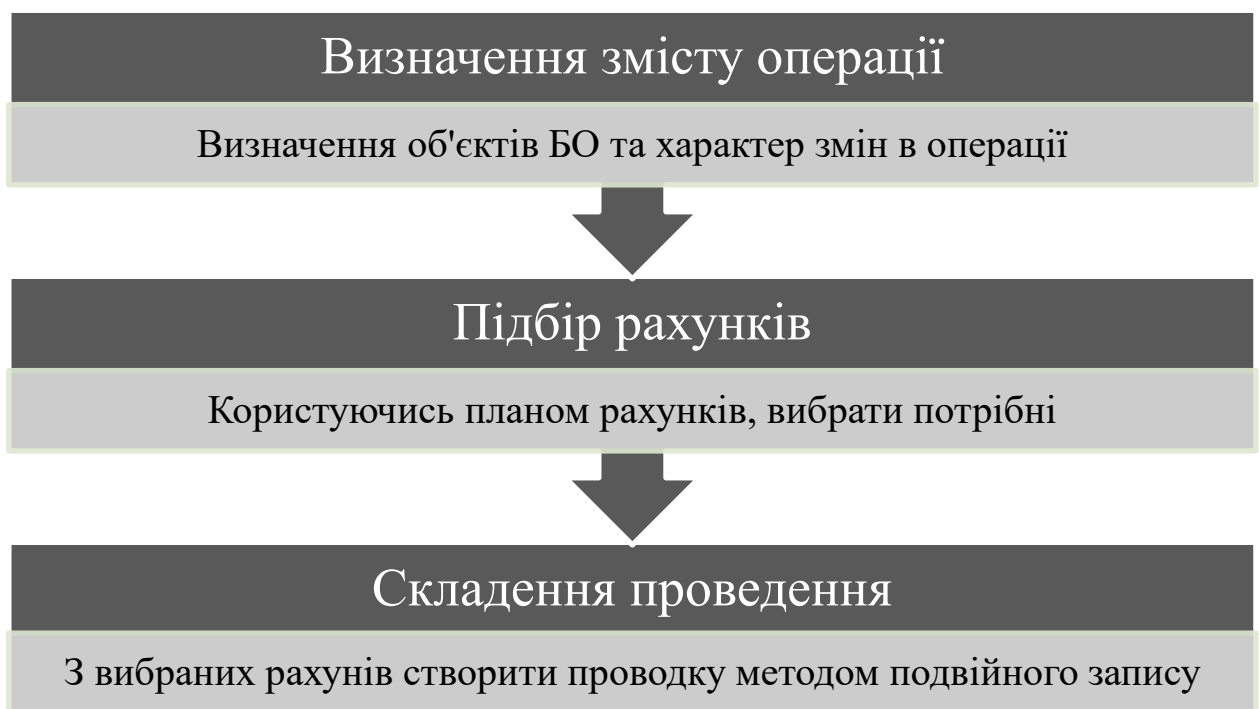 Визначення змісту операції
Визначення об'єктів БО та характер змін в операції
Підбір рахунків
Користуючись планом рахунків, вибрати потрібні
Складення проведення
З вибраних рахунів створити проводку методом подвійного запису